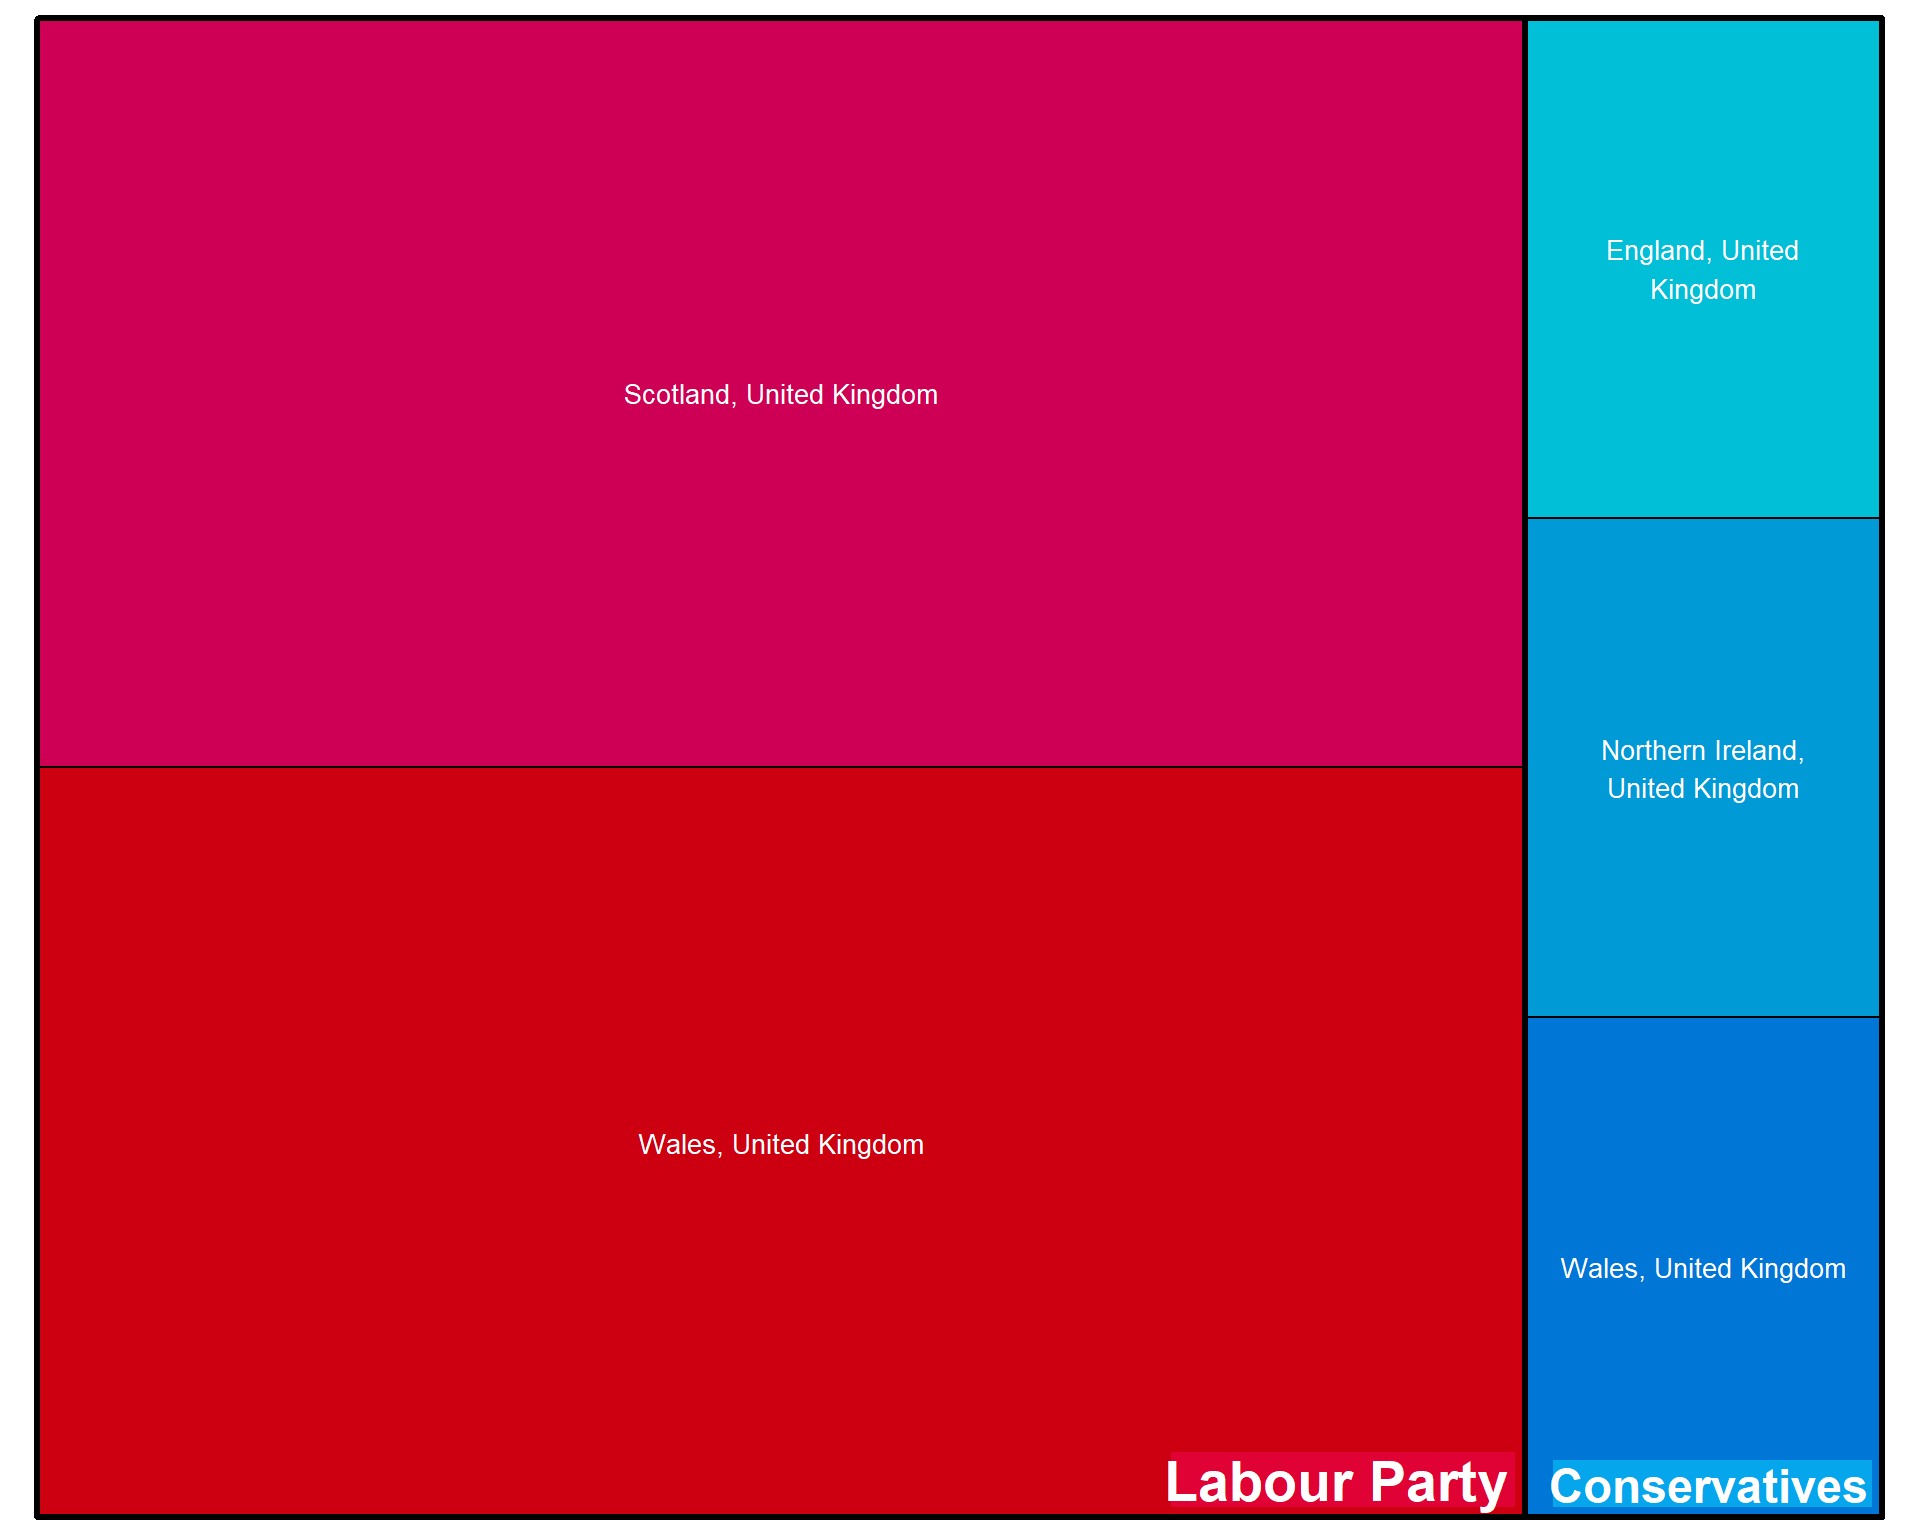 Scotland, United Kingdom
Wales, United Kingdom
Labour Party
England, United
Kingdom
Northern Ireland,
United Kingdom
Wales, United Kingdom
Conservatives